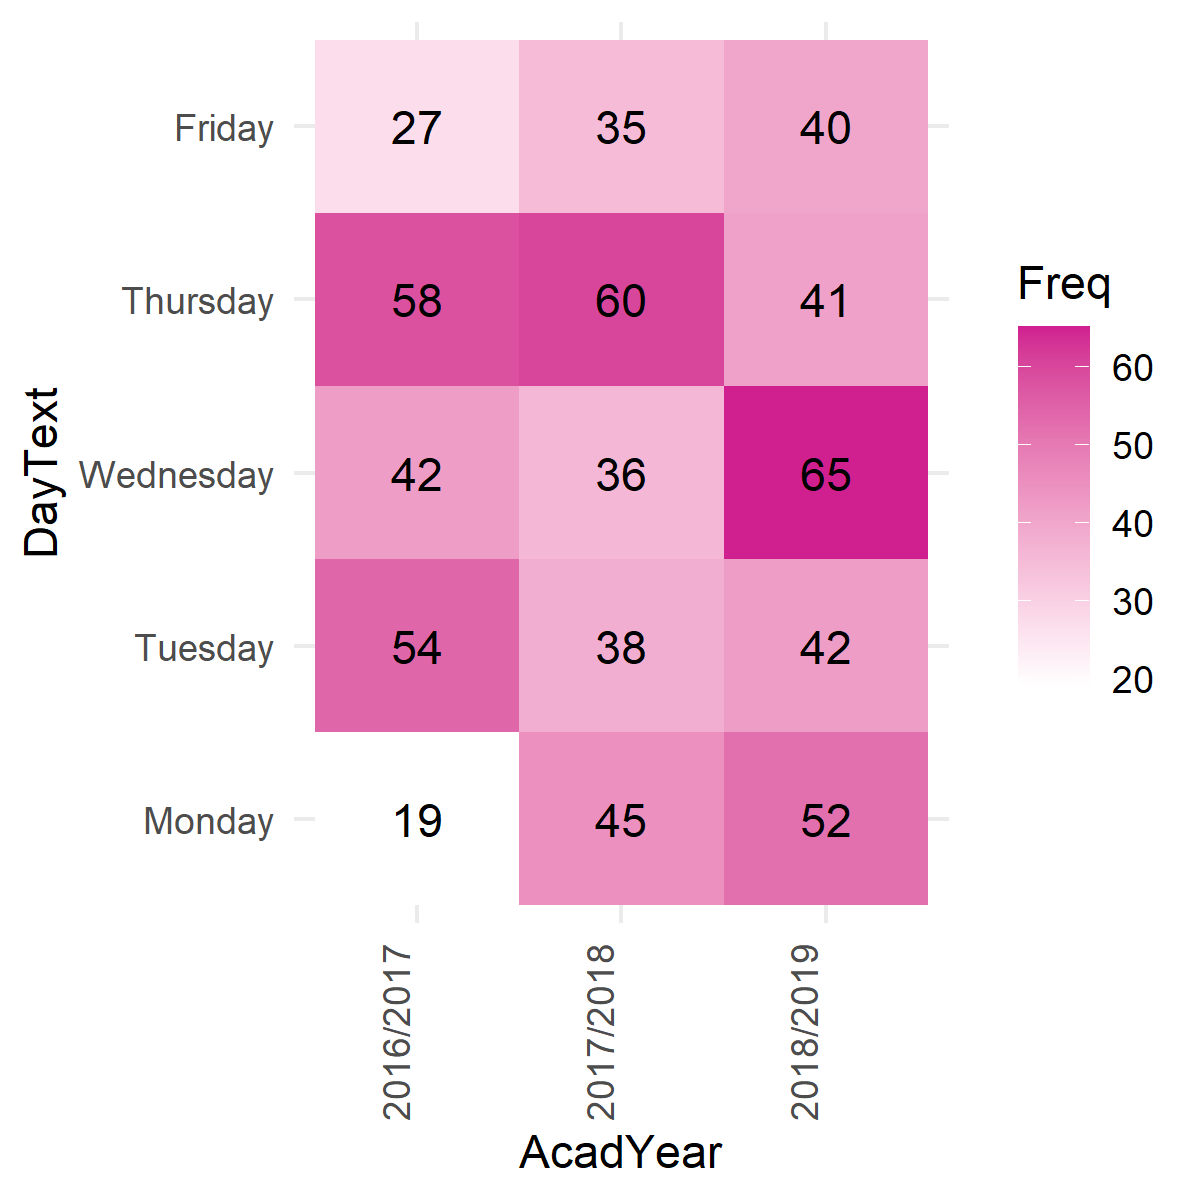 Friday 27 35 40
Thursday 58 60 41
Wednesday 42 36 65
Tuesday 54 38 42
Monday 19 45 52
DayText
2016/2017 2017/2018 2018/2019
AcadYear
Freq
60
50
40
30
20